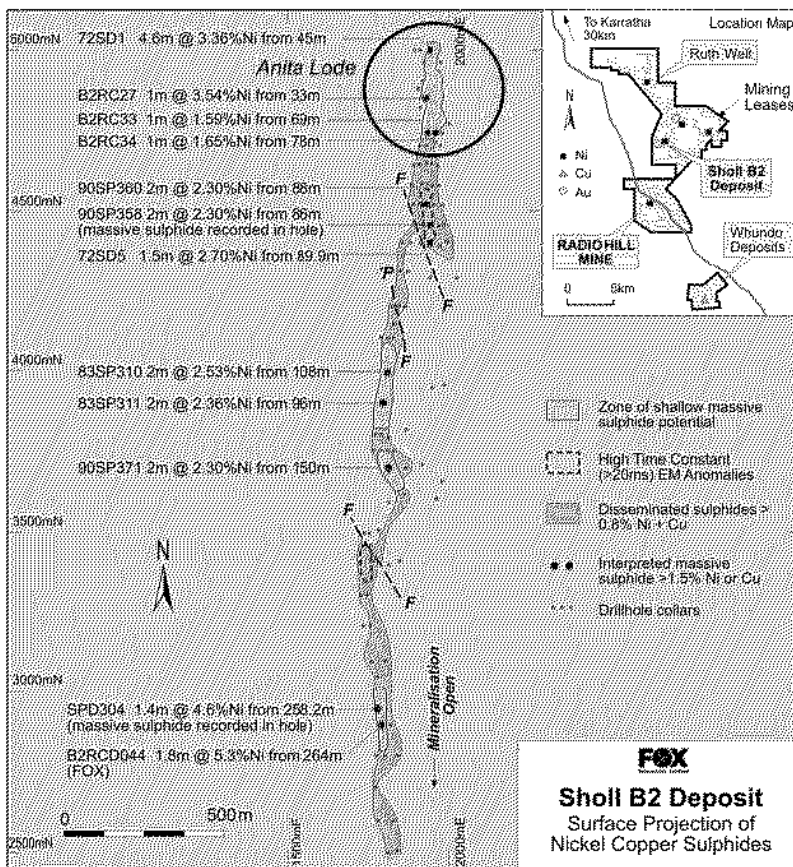 5000mN
72SD1 4.6m @ 3.36%Ni from 45m
2000mE
Anita Lode
B2RC27 1m @ 3.54%Ni from 33m
B2RC33 1m @ 1.59%Ni from 69m
B2RC34 1m @ 1.65%Ni from 78m
90SP360 2m @ 2.30%Ni from 86m
F
4500mN
90SP358 2m @ 2.30%Ni from 86m
(massive sulphide recorded in hole)
72SD5 1.5m @ 2.70%Ni from 89.9m
F
F
F
4000mN
83SP310 2m @ 2.53%Ni from 108m
83SP311 2m @ 2.36%Ni from 96m
90SP371 2m @ 2.30%Ni from 150m
3500mN
F
F
N
3000mN
SPD304 1.4m @ 4.6%Ni from 258.2m
(massive sulphide recorded in hole)
B2RCD044 1.8m @ 5.3%Ni from 264m
(FOX)
Mineralisation
Open
0 500m
2500mN
1500mE
2000mE
To Karratha
30km
Location Map
Ruth Well
Mining
Leases
N
Ni
Cu
Au
Sholl B2
Deposit
RADIO HILL
MINE
Whundo
Deposits
0 5km
Zone of shallow massive
sulphide potential
High Time Constant
(>20ms) EM Anomalies
Disseminated sulphides >
0.8% Ni + Cu
Interpreted massive
sulphide >1.5% Ni or Cu
Drillhole collars
FOX
Sholl B2 Deposit
Surface Projection of
Nickel Copper Sulphides